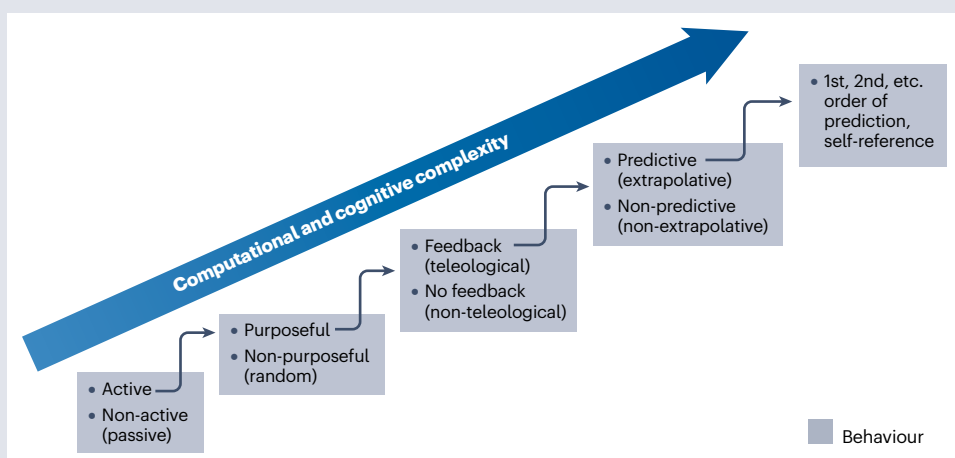 Computational and cognitive complexity
• Active
• Non-active
(passive)
• Purposeful
• Non-purposeful
(random)
• Feedback
(teleological)
• No feedback
(non-teleological)
• Predictive
(extrapolative)
• Non-predictive
(non-extrapolative)
• 1st, 2nd, etc.
order of
prediction,
self-reference
Behaviour